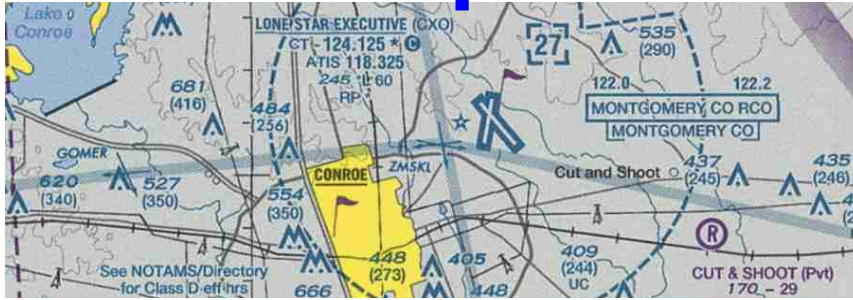 Lake
Conroe
LONE STAR EXECUTIVE (CXO)
CT - 124.125 * C
ATIS 118.325
245 *L 60
RP
27
535
(290)
681
(416)
484
(256)
122.0 122.2
MONTGOMERY CO RCO
MONTGOMERY CO
GOMER
CONROE
ZMSKL
Cut and Shoot
437
(245)
435
(246)
620
(340)
527
(350)
554
(350)
R
See NOTAMS/Directory
for Class D eff hrs
448
(273)
405
409
(244)
UC
CUT & SHOOT (Pvt)
170 - 29
666
448